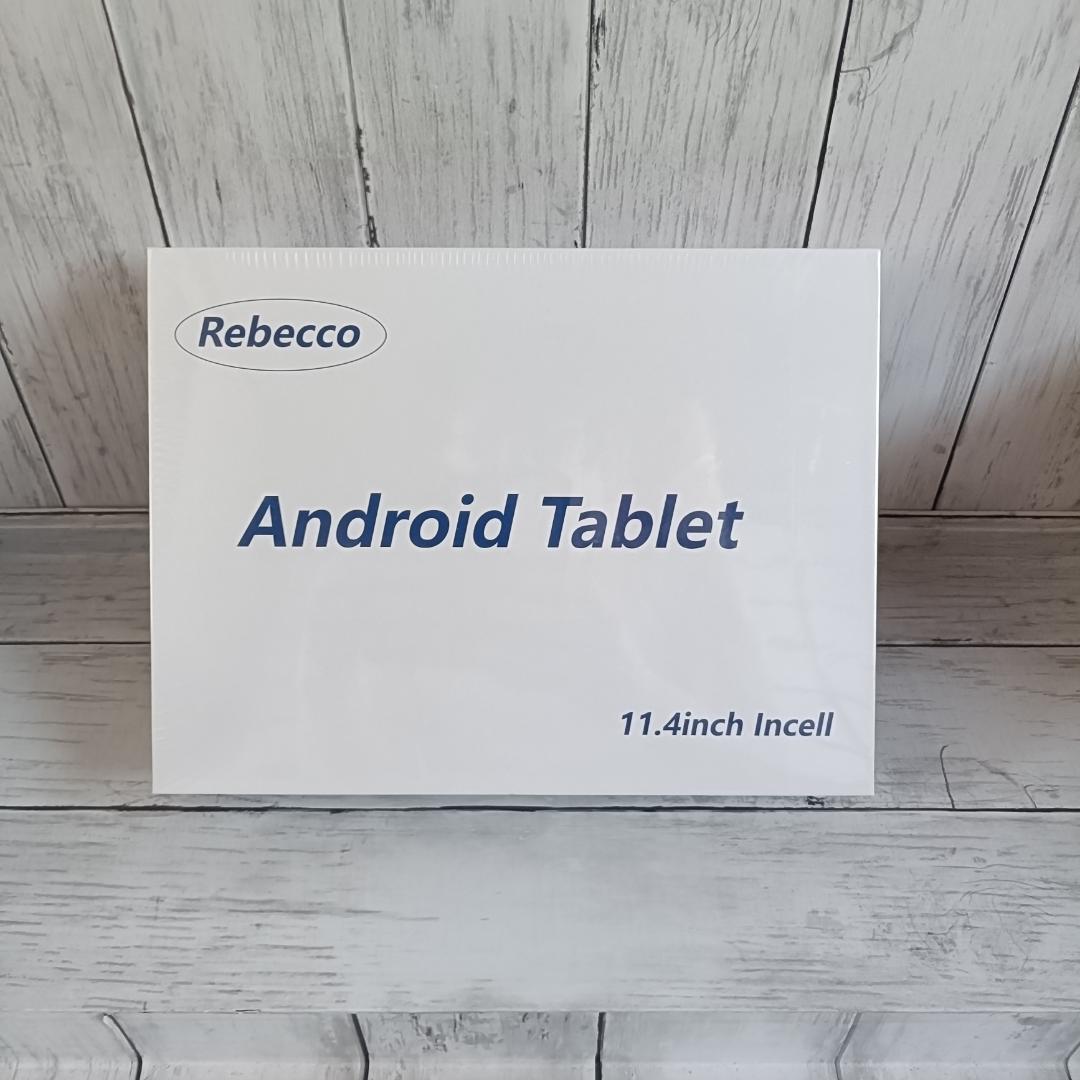 Rebecco
Android Tablet
11.4inch Incell